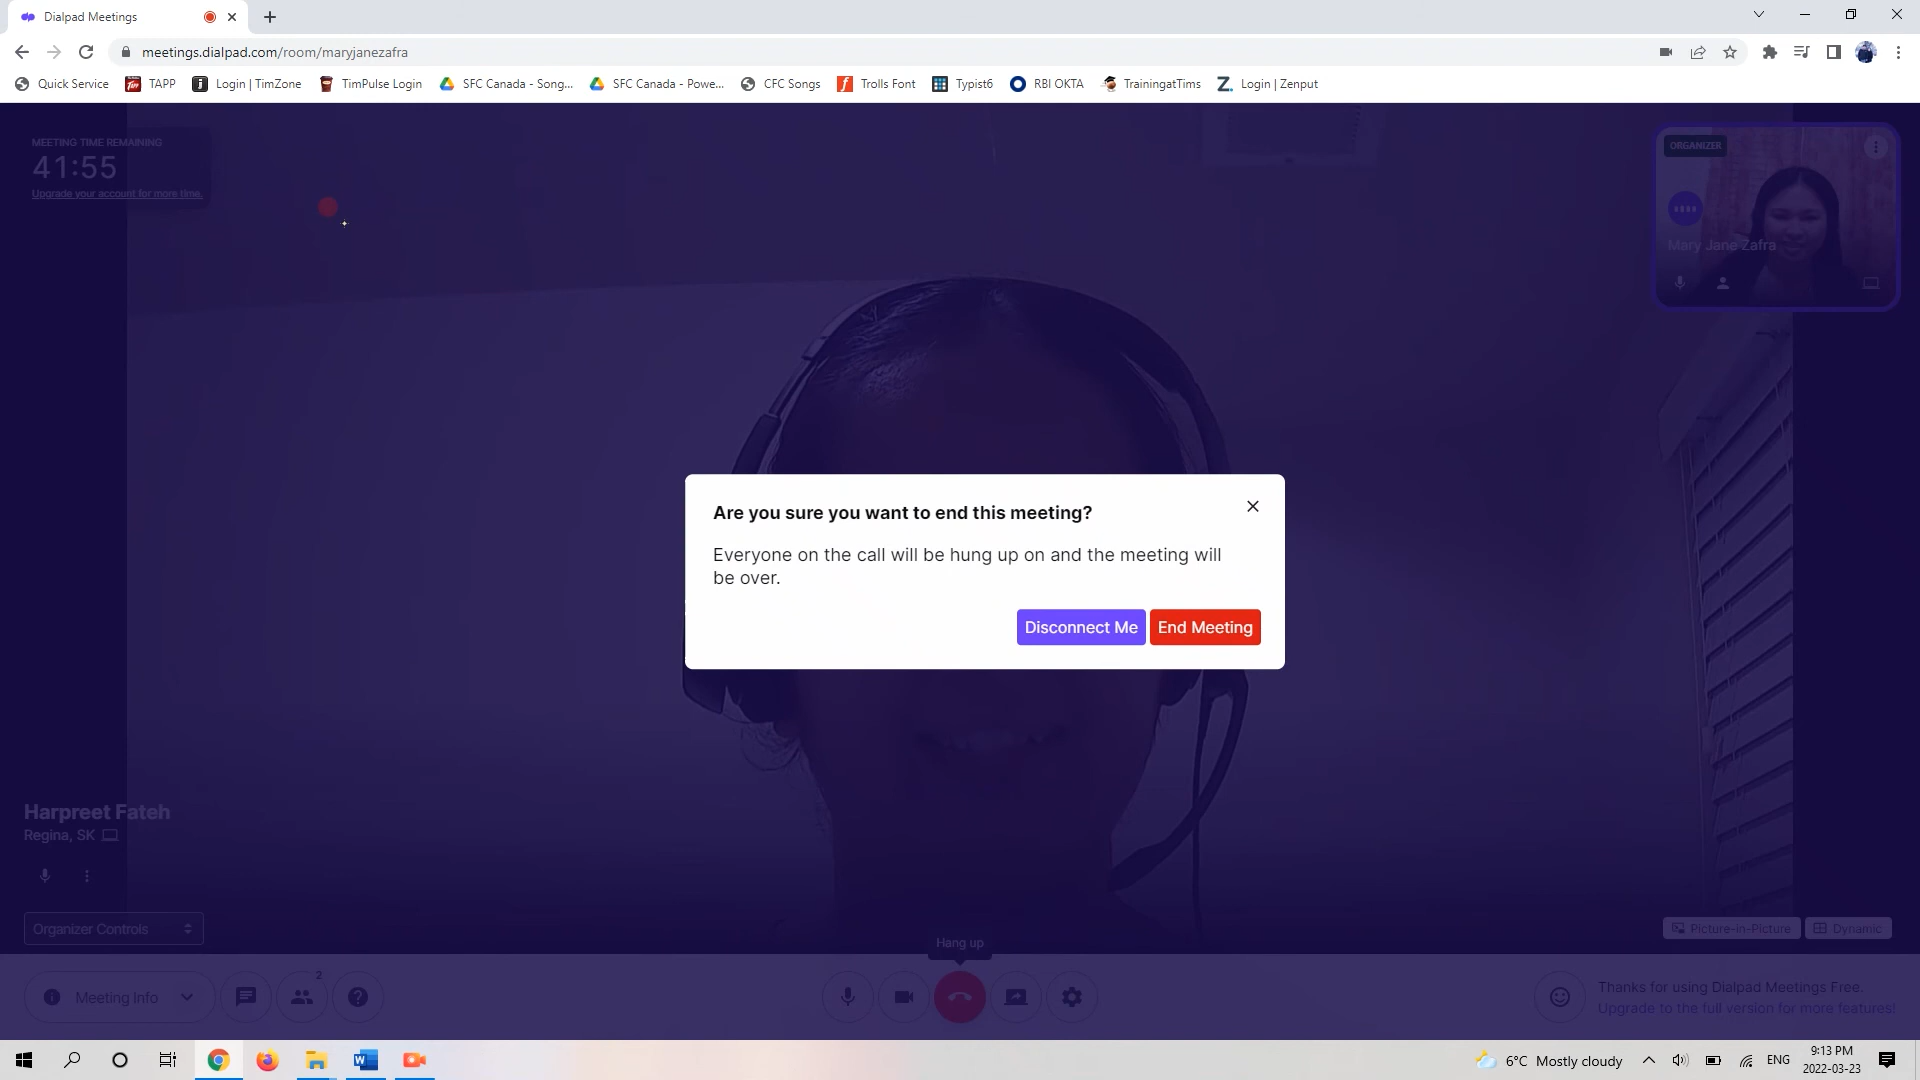 Dialpad Meetings
meetings.dialpad.com/room/maryjanezafra
Quick Service TAPP Login | TimZone TimPulse Login SFC Canada - Song... SFC Canada - Powe... CFC Songs Trolls Font Typist6 RBI OKTA TrainingatTims Login | Zenput
MEETING TIME REMAINING
41:55
Upgrade your account for more time.
ORGANIZER
Mary Jane Zafra
Are you sure you want to end this meeting?
Everyone on the call will be hung up on and the meeting will
be over.
Disconnect Me End Meeting
Harpreet Fateh
Regina, SK
Organizer Controls
Picture-in-Picture Dynamic
Hang up
Meeting Info
2
Thanks for using Dialpad Meetings Free.
Upgrade to the full version for more features!
6°C Mostly cloudy
ENG
9:13 PM
2022-03-23